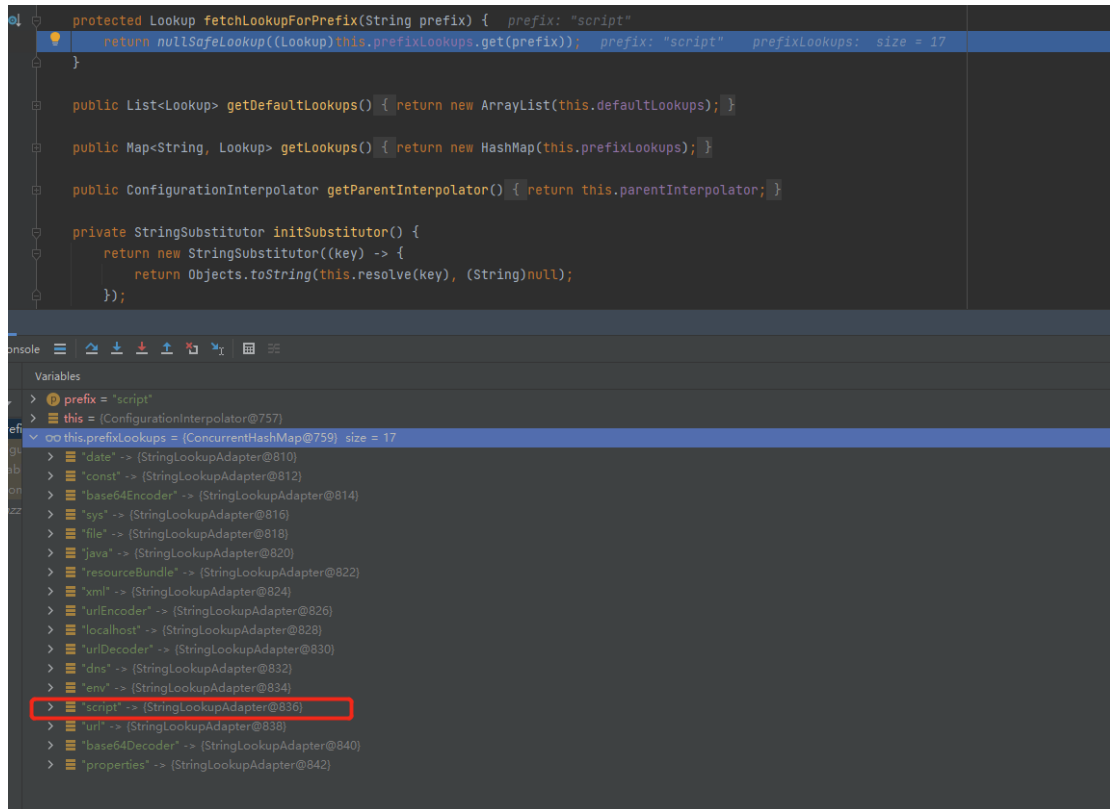 protected Lookup fetchLookupForPrefix(String prefix) {   prefix: "script"
return nullSafeLookup((Lookup)this.prefixLookups.get(prefix));   prefix: "script"    prefixLookups:  size = 17
}
public List<Lookup> getDefaultLookups() { return new ArrayList(this.defaultLookups); }
public Map<String, Lookup> getLookups() { return new HashMap(this.prefixLookups); }
public ConfigurationInterpolator getParentInterpolator() { return this.parentInterpolator; }
private StringSubstitutor initSubstitutor() {
return new StringSubstitutor((key) -> {
return Objects.toString(this.resolve(key), (String)null);
});
onsole
Variables
prefix = "script"
this = {ConfigurationInterpolator@757}
this.prefixLookups = {ConcurrentHashMap@759}  size = 17
"date" -> {StringLookupAdapter@810}
"const" -> {StringLookupAdapter@812}
"base64Encoder" -> {StringLookupAdapter@814}
"sys" -> {StringLookupAdapter@816}
"file" -> {StringLookupAdapter@818}
"java" -> {StringLookupAdapter@820}
"resourceBundle" -> {StringLookupAdapter@822}
"xml" -> {StringLookupAdapter@824}
"urlEncoder" -> {StringLookupAdapter@826}
"localhost" -> {StringLookupAdapter@828}
"urlDecoder" -> {StringLookupAdapter@830}
"dns" -> {StringLookupAdapter@832}
"env" -> {StringLookupAdapter@834}
"script" -> {StringLookupAdapter@836}
"url" -> {StringLookupAdapter@838}
"base64Decoder" -> {StringLookupAdapter@840}
"properties" -> {StringLookupAdapter@842}